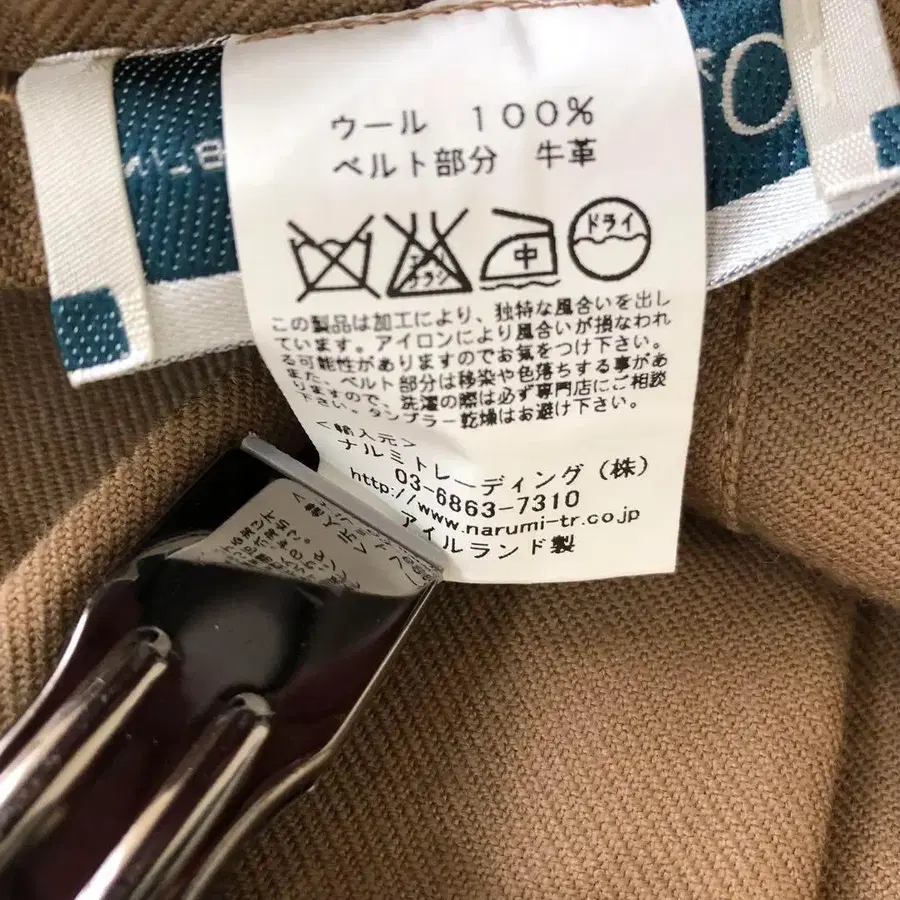 ウール 100%
ベルト部分 牛革
エンソ
チラシ
中
ドライ
この製品は加工により、独特な風合いを出し
ています。アイロンにより風合いが損なわれ
る可能性がありますのでお気をつけ下さい。
また、ベルト部分は移染や色落ちする事があ
りますので、洗濯の際は必ず専門店にご相談
下さい。タンブラー乾燥はお避け下さい。
<輸入元>
ナルミトレーディング(株)
03-6863-7310
http://www.narumi-tr.co.jp
アイルランド製